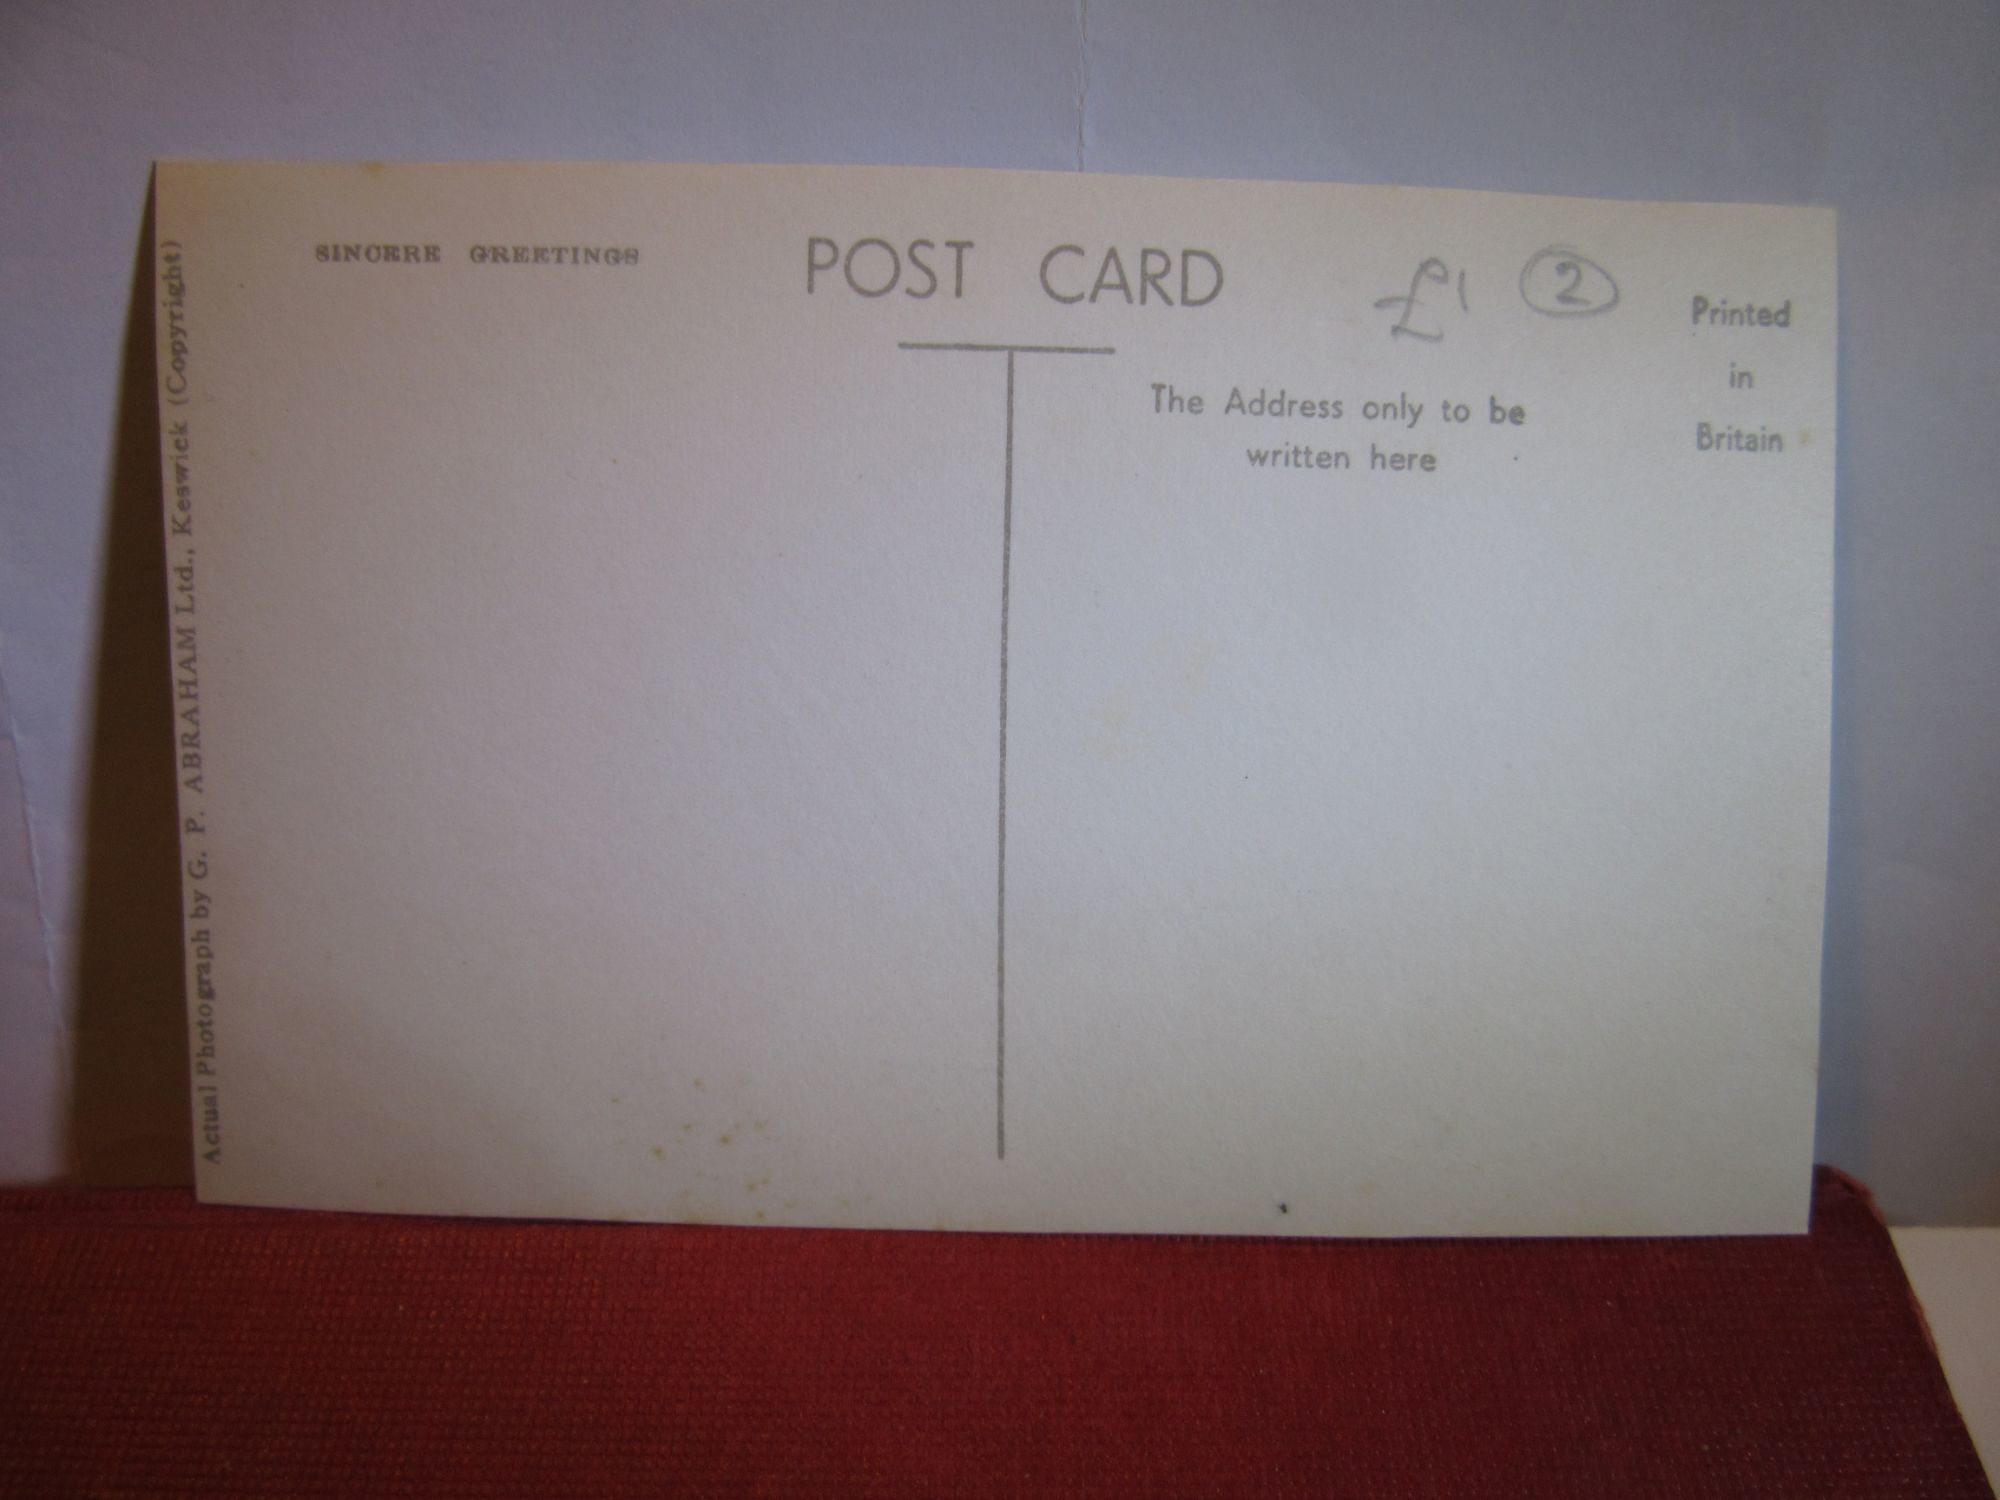 SINCERE GREETINGS
POST CARD
£1 2
Printed
in
Britain
The Address only to be
written here
Actual Photograph by G. P. ABRAHAM Ltd., Keswick (Copyright)